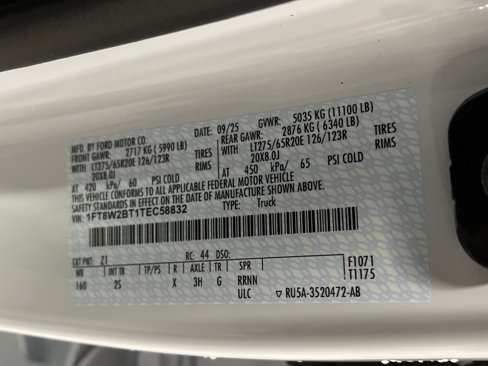 MFD. BY FORD MOTOR CO.
DATE: 09/25 GVWR: 5035 KG (11100 LB)
FRONT GAWR: 2717 KG (5990 LB) REAR GAWR: 2876 KG (6340 LB)
WITH LT275/65R20E 126/123R TIRES WITH LT275/65R20E 126/123R TIRES
20X8.0J RIMS 20X8.0J RIMS
AT 420 kPa/ 60 PSI COLD AT 450 kPa/ 65 PSI COLD
THIS VEHICLE CONFORMS TO ALL APPLICABLE FEDERAL MOTOR VEHICLE
SAFETY STANDARDS IN EFFECT ON THE DATE OF MANUFACTURE SHOWN ABOVE.
VIN: 1FT8W2BT1TEC58832 TYPE: Truck
EXT PNT: Z1 RC: 44 DSO:
WB INT TR TP/PS R AXLE TR SPR F1071
160 2S X 3H G RRNN T1175
ULC RU5A-3520472-AB